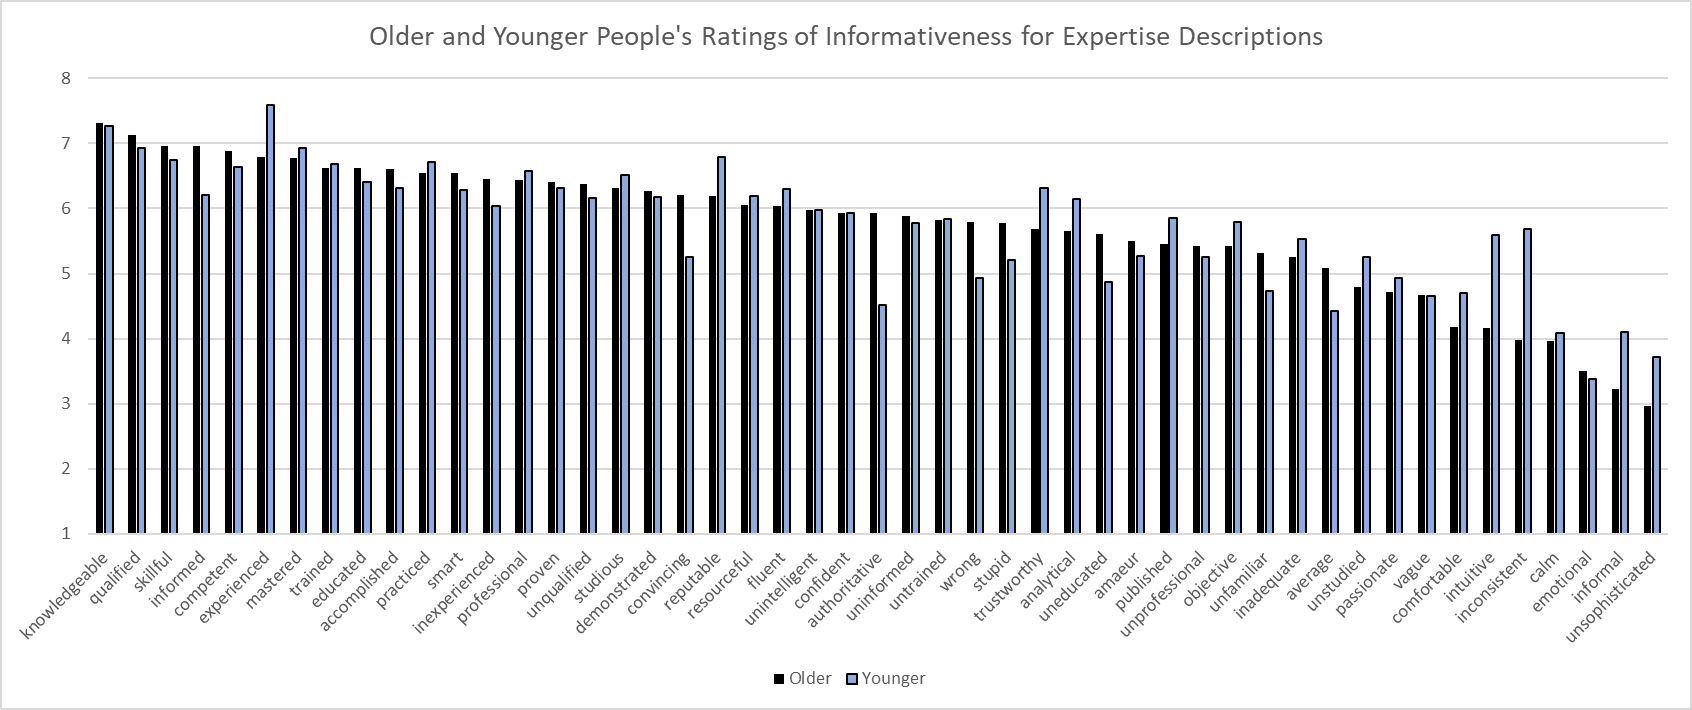 Older and Younger People's Ratings of Informativeness for Expertise Descriptions
8
7
6
5
4
3
2
1
knowledgeable
qualified
skillful
informed
competent
experienced
mastered
trained
educated
accomplished
practiced
smart
inexperienced
professional
proven
unqualified
studious
demonstrated
convincing
reputable
resourceful
fluent
unintelligent
confident
authoritative
uninformed
untrained
wrong
stupid
trustworthy
analytical
uneducated
amaeur
published
unprofessional
objective
unfamiliar
inadequate
average
unstudied
passionate
vague
comfortable
intuitive
inconsistent
calm
emotional
informal
unsophisticated
Older Younger